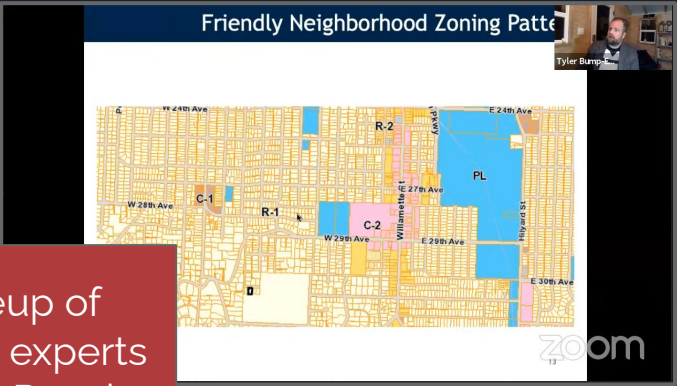 Friendly Neighborhood Zoning Patte
Tyler Bump-E...
W 24th Ave
E 24th Ave
R-2
PL
E 27th Ave
C-1
W 28th Ave
R-1
C-2
Willamette St
Hilyard St
W 29th Ave
E 29th Ave
E 30th Ave
eup of
experts
zoom
13